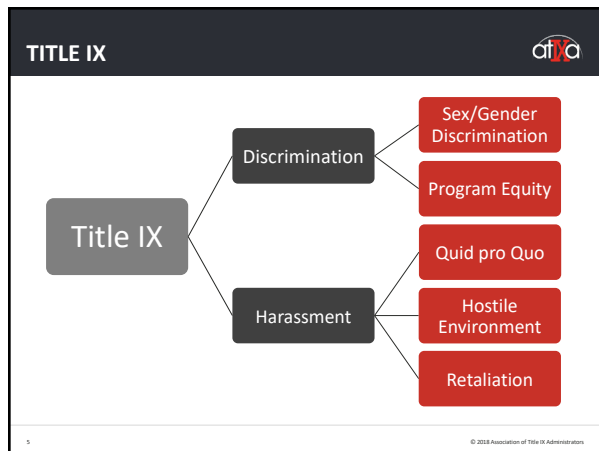 TITLE IX
atIXa
Title IX
Discrimination
Harassment
Sex/Gender
Discrimination
Program Equity
Quid pro Quo
Hostile
Environment
Retaliation
5
© 2018 Association of Title IX Administrators